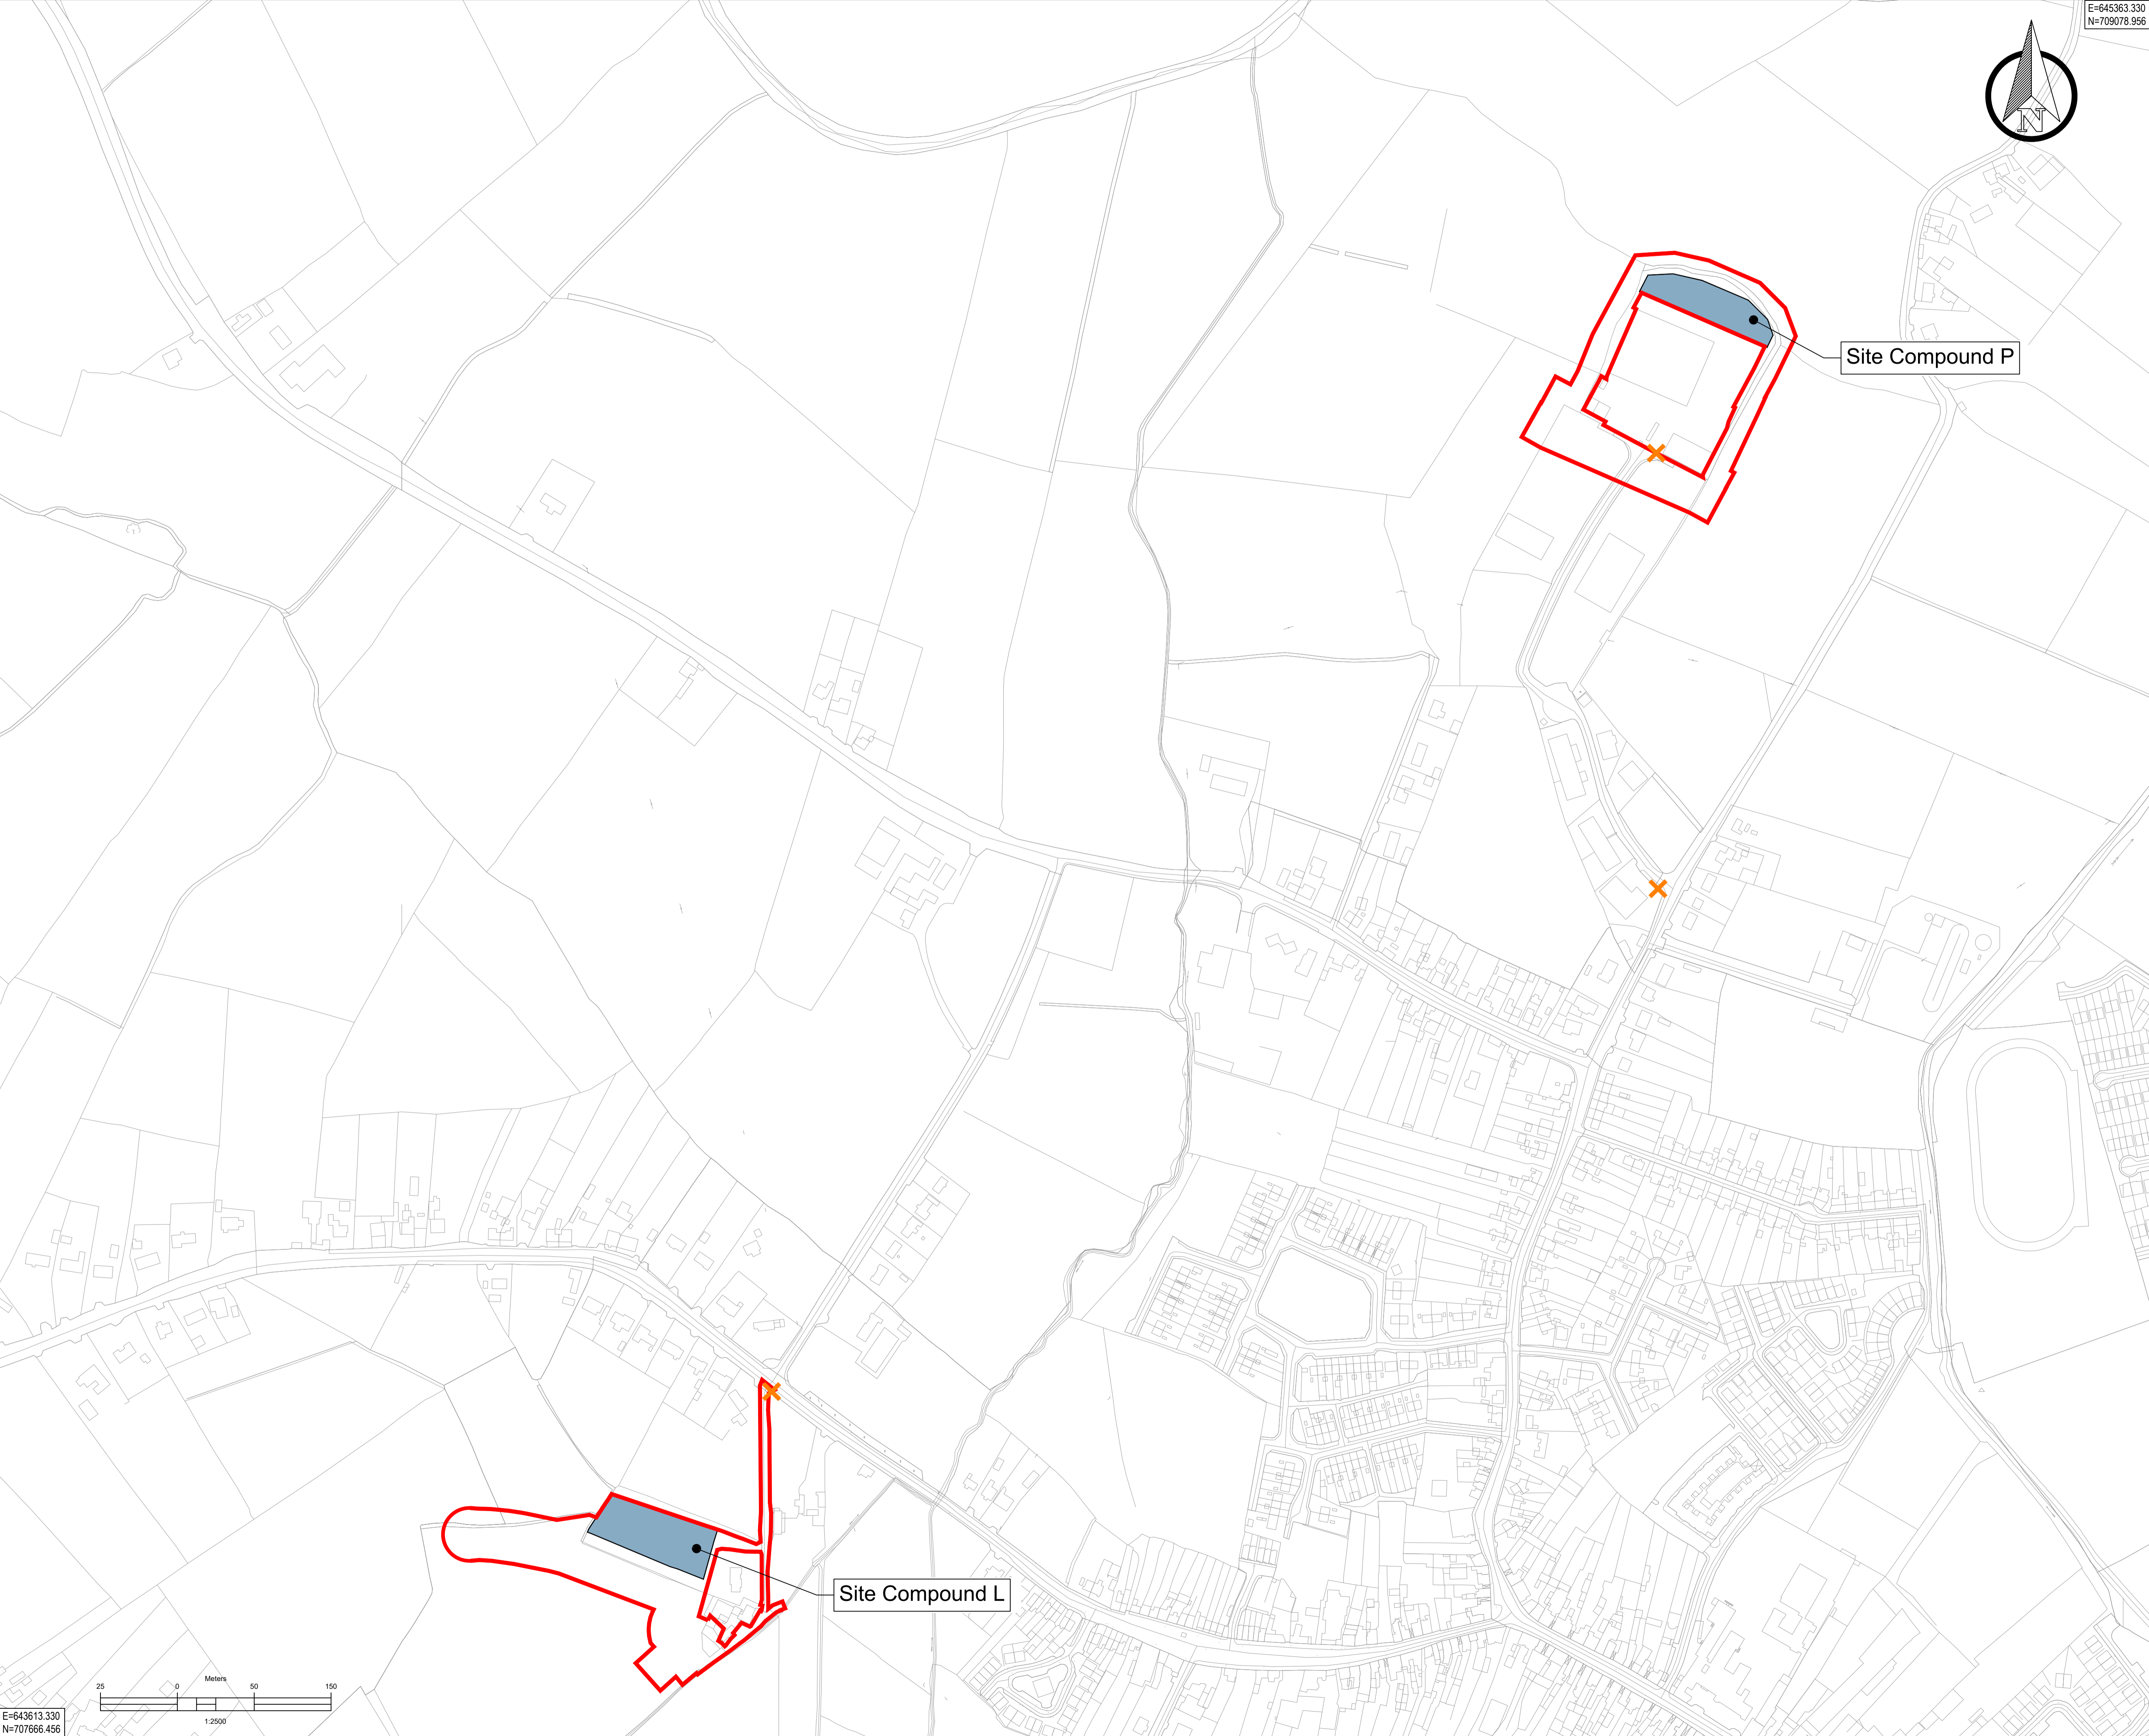 E=645363.330
N=709078.956
N
Site Compound P
Site Compound L
Meters
25 0 50 150
1:2500
E=643613.330
N=707666.456